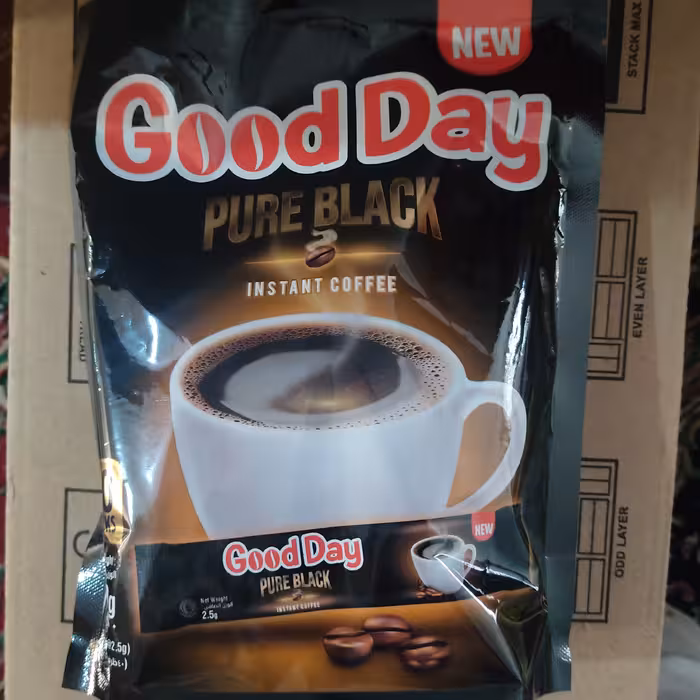 NEW
STACK MAX
Good Day
PURE BLACK
INSTANT COFFEE
EVEN LAYER
ODD LAYER
Good Day
NEW
PURE BLACK
INSTANT COFFEE
Net Weight
2.5g